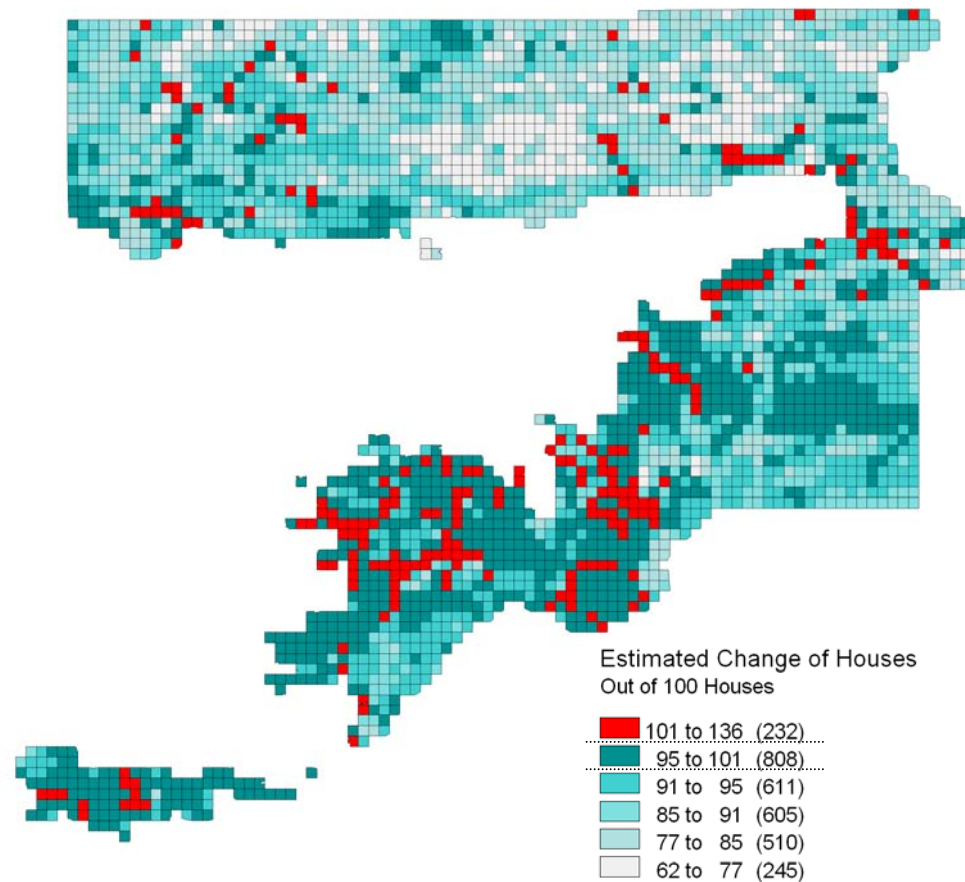 Estimated Change of Houses
Out of 100 Houses
101 to 136 (232)
95 to 101 (808)
91 to 95 (611)
85 to 91 (605)
77 to 85 (510)
62 to 77 (245)